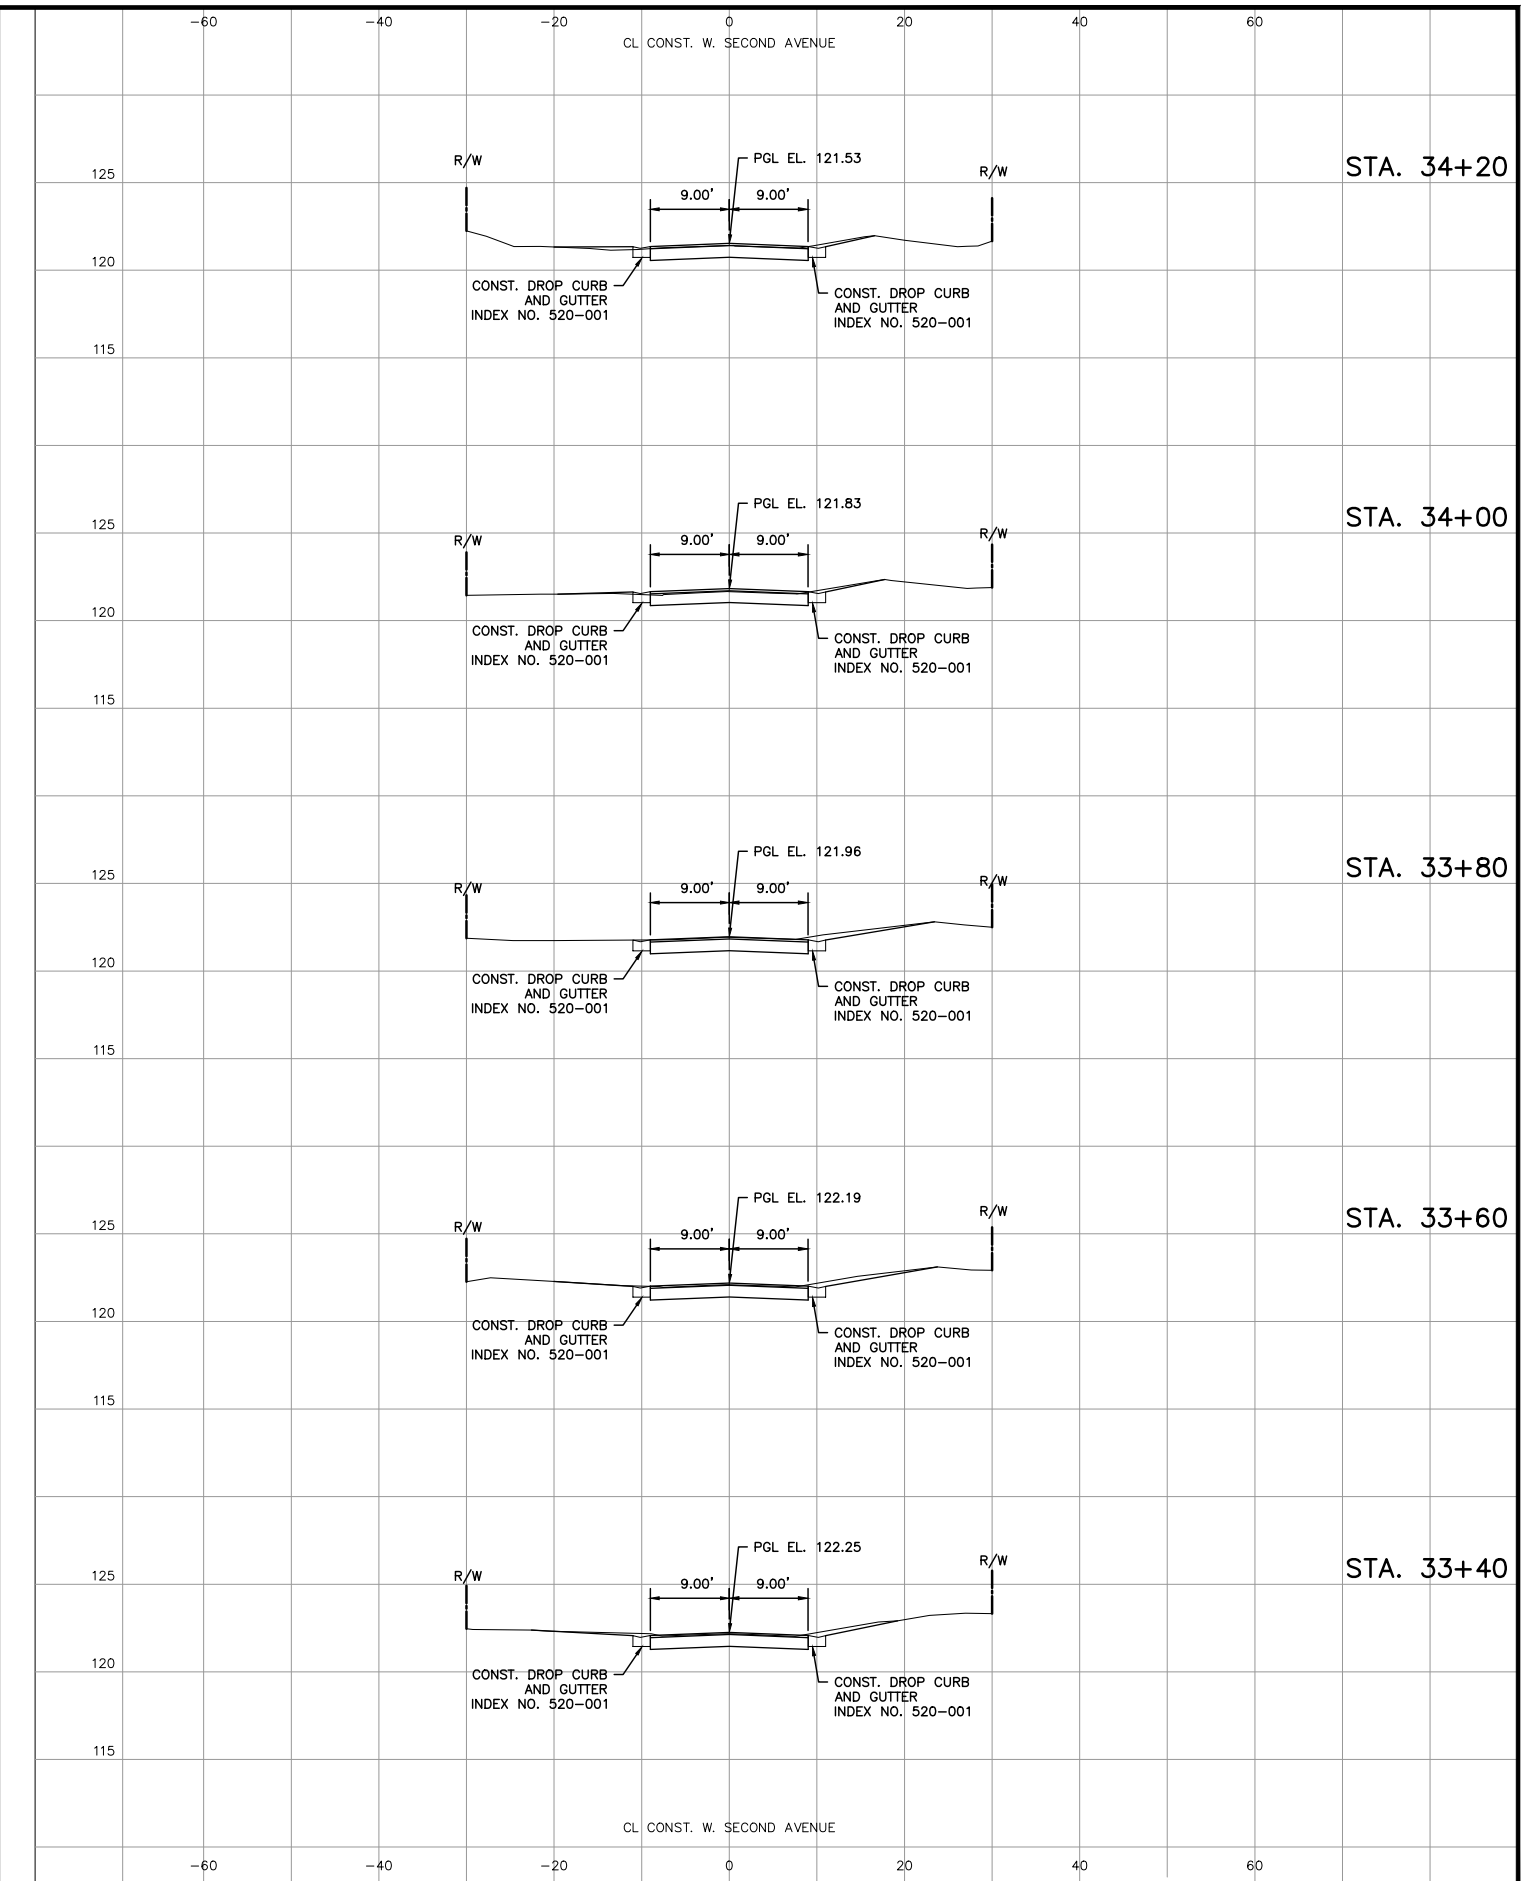 -60 -40 -20 0 20 40 60
CL CONST. W. SECOND AVENUE
STA. 34+20
125
R/W
PGL EL. 121.53
R/W
9.00' 9.00'
120
CONST. DROP CURB
AND GUTTER
INDEX NO. 520-001
CONST. DROP CURB
AND GUTTER
INDEX NO. 520-001
115
STA. 34+00
125
R/W
PGL EL. 121.83
R/W
9.00' 9.00'
120
CONST. DROP CURB
AND GUTTER
INDEX NO. 520-001
CONST. DROP CURB
AND GUTTER
INDEX NO. 520-001
115
STA. 33+80
125
R/W
PGL EL. 121.96
R/W
9.00' 9.00'
120
CONST. DROP CURB
AND GUTTER
INDEX NO. 520-001
CONST. DROP CURB
AND GUTTER
INDEX NO. 520-001
115
STA. 33+60
125
R/W
PGL EL. 122.19
R/W
9.00' 9.00'
120
CONST. DROP CURB
AND GUTTER
INDEX NO. 520-001
CONST. DROP CURB
AND GUTTER
INDEX NO. 520-001
115
STA. 33+40
125
R/W
PGL EL. 122.25
R/W
9.00' 9.00'
120
CONST. DROP CURB
AND GUTTER
INDEX NO. 520-001
CONST. DROP CURB
AND GUTTER
INDEX NO. 520-001
115
CL CONST. W. SECOND AVENUE
-60 -40 -20 0 20 40 60